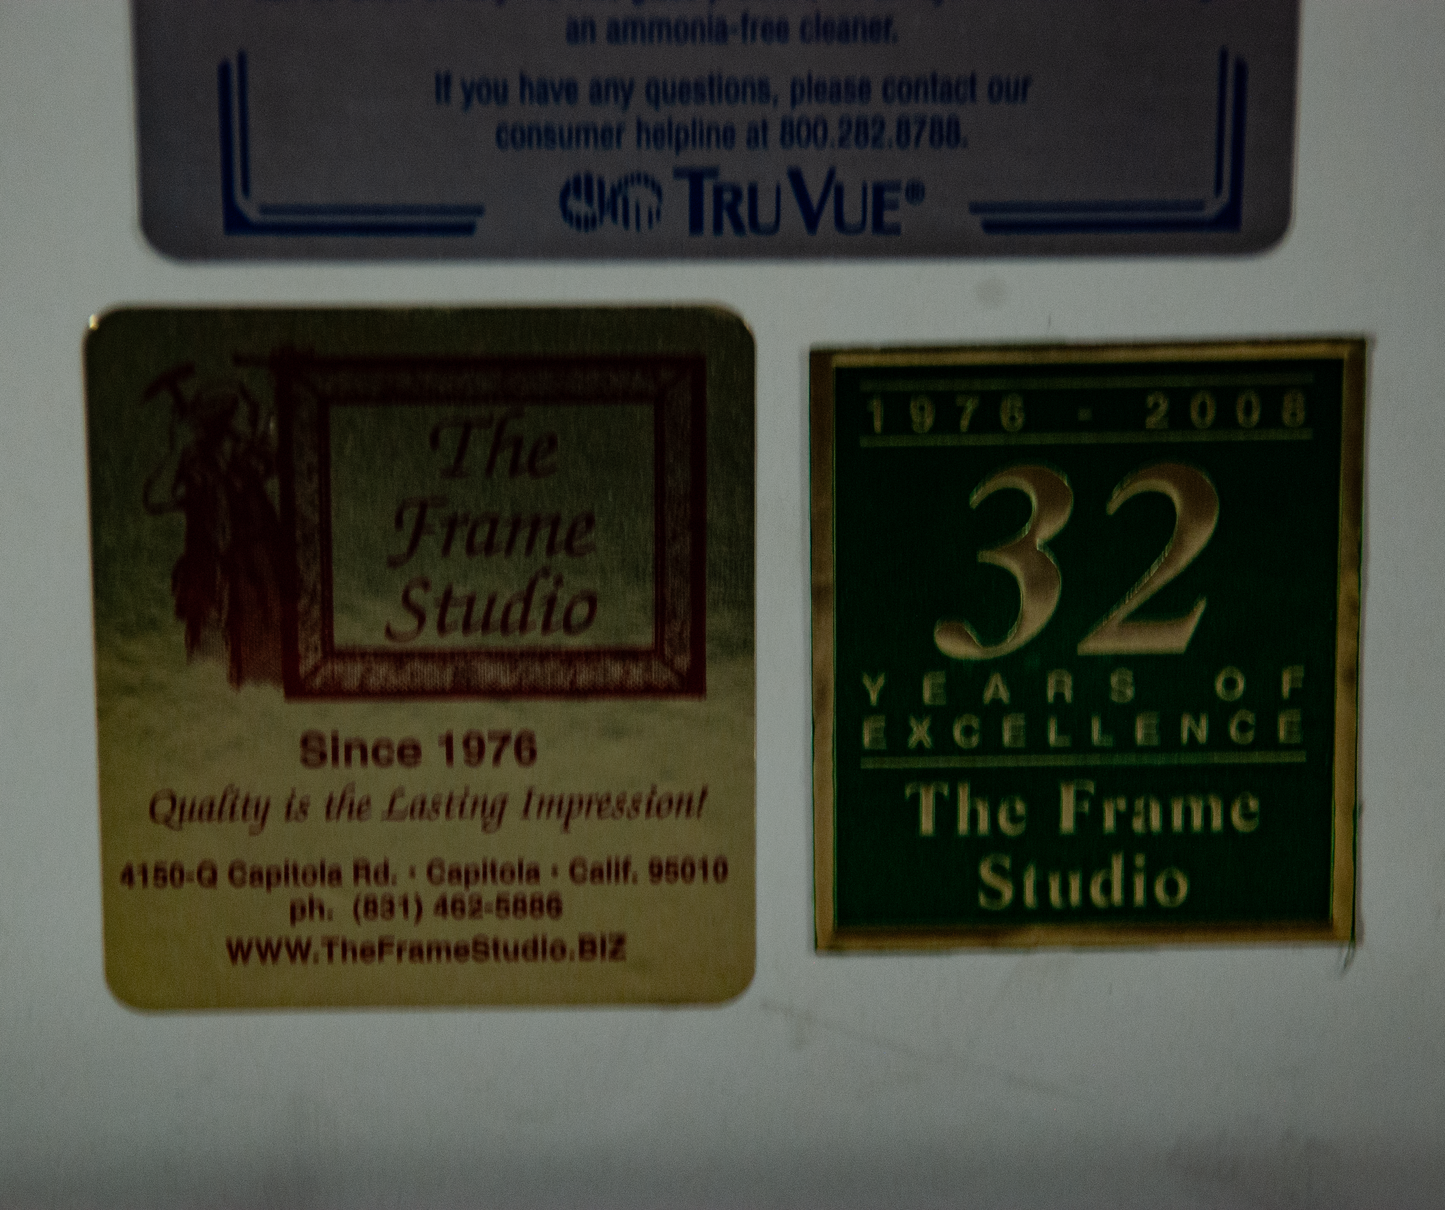 an ammonia-free cleaner.
If you have any questions, please contact our
consumer helpline at 800.282.8788.
TRUVUE®
The
Frame
Studio
Since 1976
Quality is the Lasting Impression!
4150-Q Capitola Rd. · Capitola · Calif. 95010
ph. (831) 462-5886
WWW.TheFrameStudio.BIZ
1976 - 2008
32
YEARS OF
EXCELLENCE
The Frame
Studio